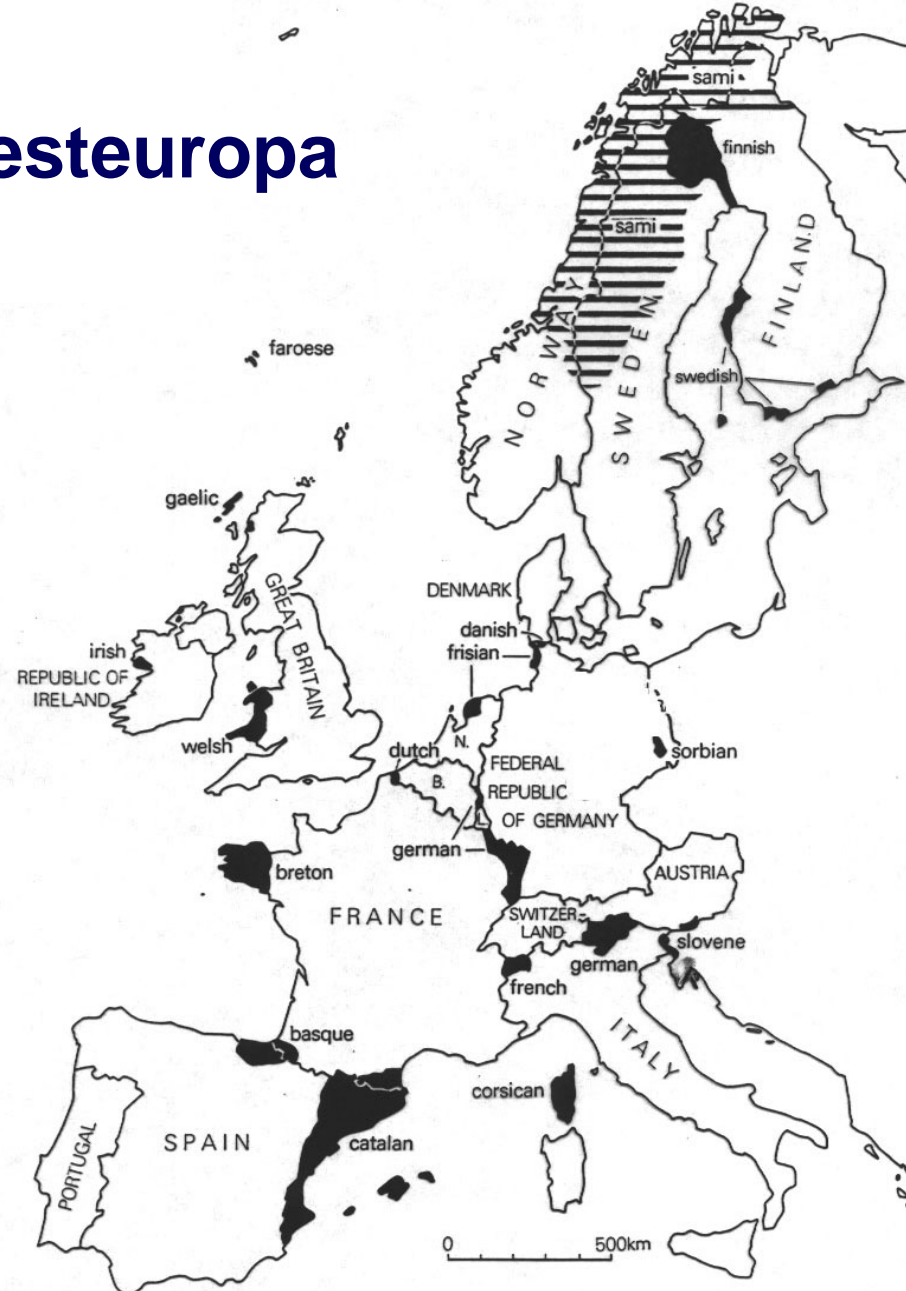 esteuropa
sami
finnish
sami
FINLAND
NORWAY
SWEDEN
faroese
swedish
gaelic
GREAT BRITAIN
DENMARK
danish
frisian
irish
REPUBLIC OF
IRELAND
welsh
dutch
N.
B.
L.
FEDERAL
REPUBLIC
OF GERMANY
sorbian
german
breton
AUSTRIA
FRANCE
SWITZER-
LAND
slovene
german
french
ITALY
basque
corsican
SPAIN
catalan
PORTUGAL
0 500km